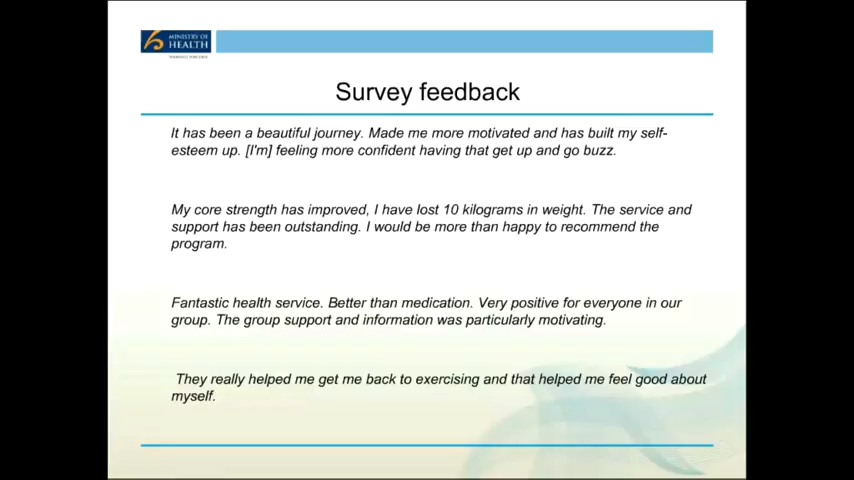 MINISTRY OF
HEALTH
Survey feedback
It has been a beautiful journey. Made me more motivated and has built my self-
esteem up. [I'm] feeling more confident having that get up and go buzz.
My core strength has improved, I have lost 10 kilograms in weight. The service and
support has been outstanding. I would be more than happy to recommend the
program.
Fantastic health service. Better than medication. Very positive for everyone in our
group. The group support and information was particularly motivating.
They really helped me get me back to exercising and that helped me feel good about
myself.